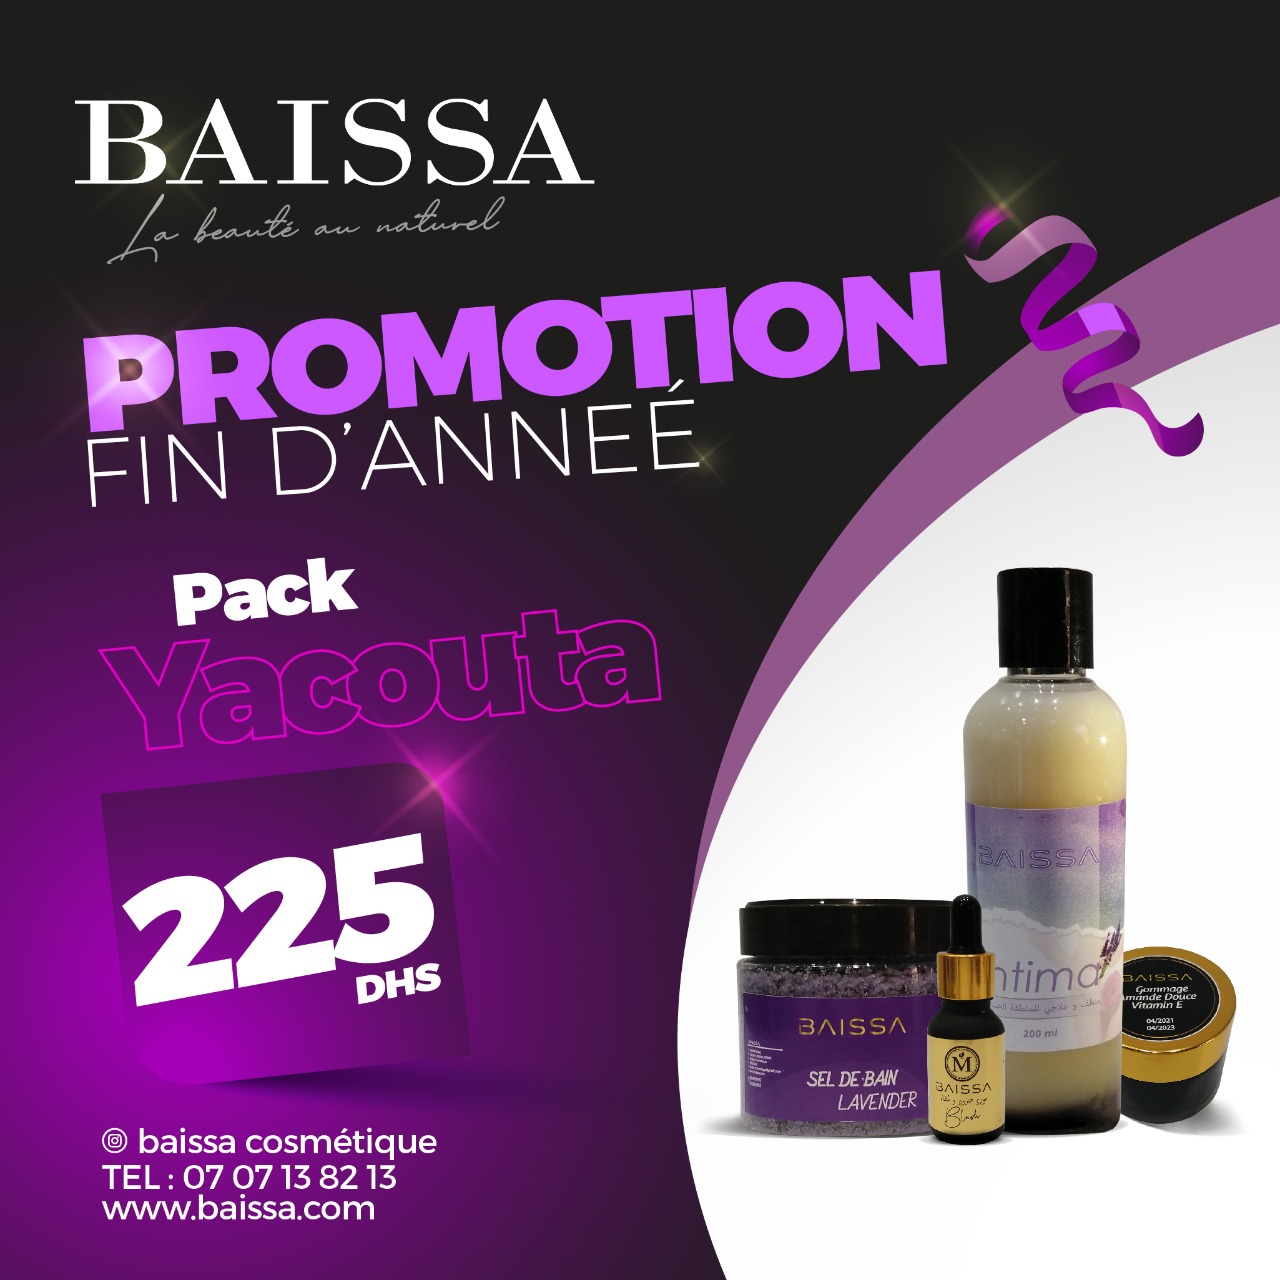 BAISSA
La beauté au naturel
PROMOTION
FIN D'ANNEÉ
Pack
Yacouta
225
DHS
baissa cosmétique
TEL : 07 07 13 82 13
www.baissa.com
BAISSA
SEL DE BAIN
LAVENDER
M
BAISSA
Blush
BAISSA
ntima
200 ml
BAISSA
Gommage
Amande Douce
Vitamin E
04/2021
04/2023